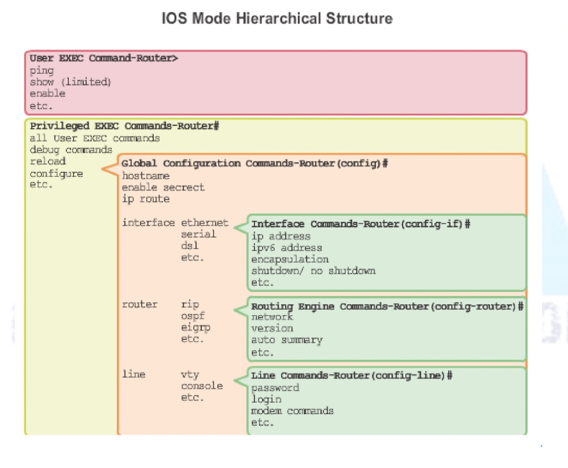 IOS Mode Hierarchical Structure
User EXEC Command-Router>
ping
show (limited)
enable
etc.
Privileged EXEC Commands-Router#
all User EXEC commands
debug commands
reload
configure
etc.
Global Configuration Commands-Router(config)#
hostname
enable secrect
ip route
interface ethernet
serial
dsl
etc.
Interface Commands-Router(config-if)#
ip address
ipv6 address
encapsulation
shutdown/ no shutdown
etc.
router rip
ospf
eigrp
etc.
Routing Engine Commands-Router(config-router)#
network
version
auto summary
etc.
line vty
console
etc.
Line Commands-Router(config-line)#
password
login
modem commands
etc.